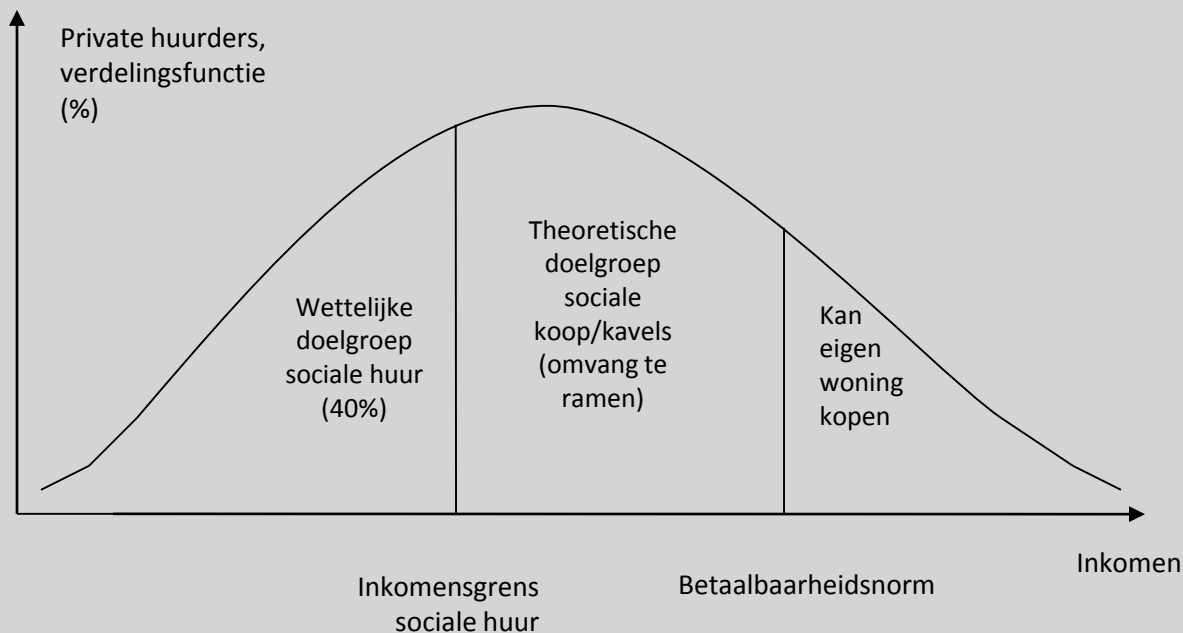 Private huurders,
verdelingsfunctie
(%)
Wettelijke
doelgroep
sociale huur
(40%)
Theoretische
doelgroep
sociale
koop/kavels
(omvang te
ramen)
Kan
eigen
woning
kopen
Inkomen
Inkomensgrens
sociale huur
Betaalbaarheidsnorm